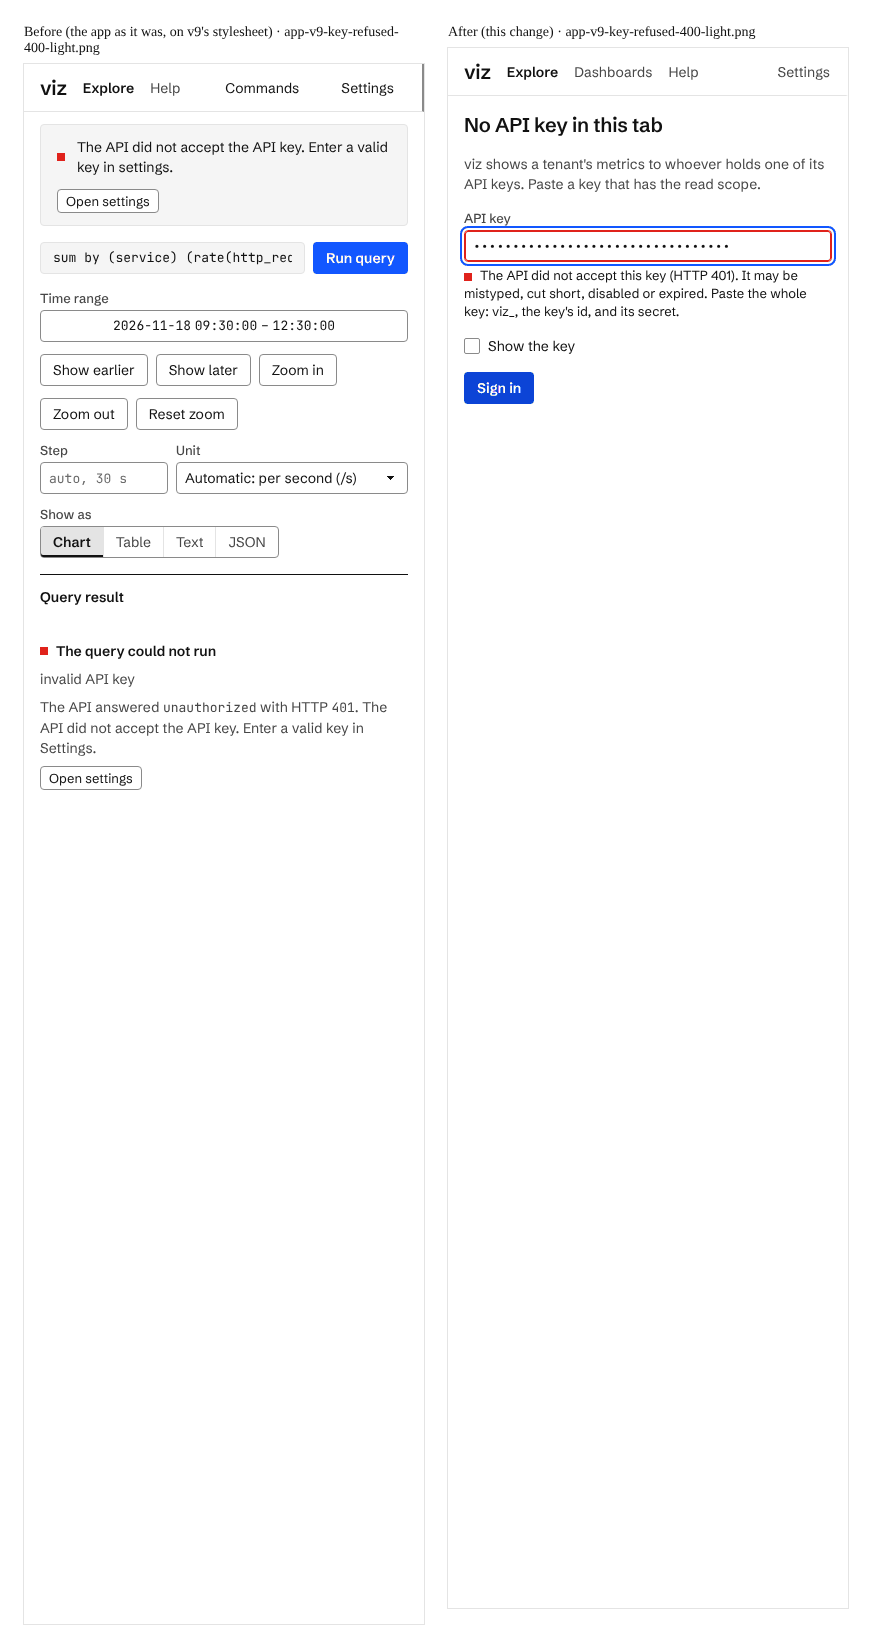 Before (the app as it was, on v9's stylesheet) · app-v9-key-refused-
400-light.png
viz Explore Help Commands Settings
The API did not accept the API key. Enter a valid
key in settings.
Open settings
sum by (service) (rate(http_rec Run query
Time range
2026-11-18 09:30:00 – 12:30:00
Show earlier Show later Zoom in
Zoom out Reset zoom
Step Unit
auto, 30 s Automatic: per second (/s)
Show as
Chart Table Text JSON
Query result
The query could not run
invalid API key
The API answered unauthorized with HTTP 401. The
API did not accept the API key. Enter a valid key in
Settings.
Open settings
After (this change) · app-v9-key-refused-400-light.png
viz Explore Dashboards Help Settings
No API key in this tab
viz shows a tenant's metrics to whoever holds one of its
API keys. Paste a key that has the read scope.
API key
•••••••••••••••••••••••••••••••••
The API did not accept this key (HTTP 401). It may be
mistyped, cut short, disabled or expired. Paste the whole
key: viz_, the key's id, and its secret.
Show the key
Sign in